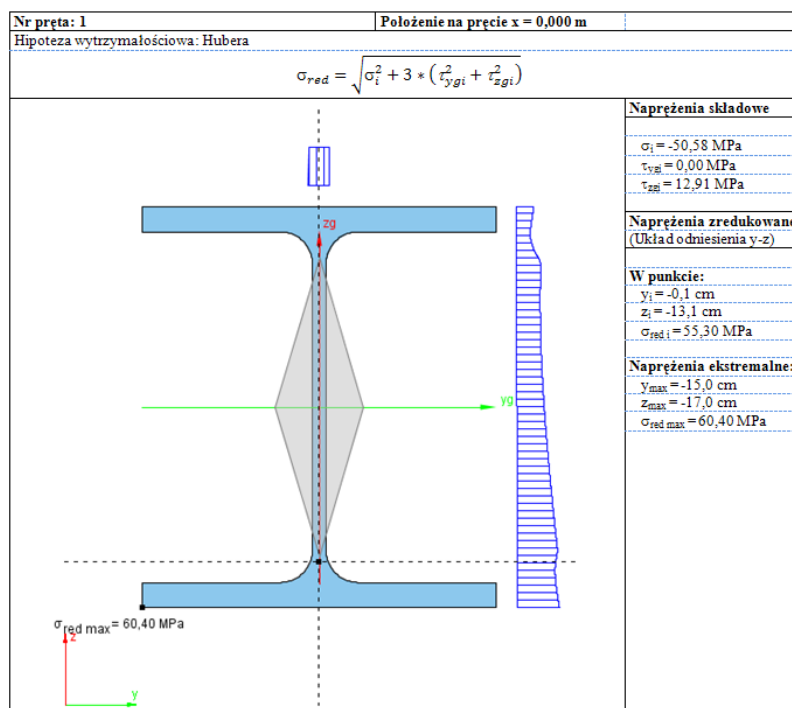 Nr pręta: 1
Położenie na pręcie x = 0,000 m
Hipoteza wytrzymałościowa: Hubera
σred = √σi² + 3 * (τ²ygi + τ²zgi)
Naprężenia składowe
σi = -50,58 MPa
τygi = 0,00 MPa
τzgi = 12,91 MPa
Naprężenia zredukowane
(Układ odniesienia y-z)
W punkcie:
yi = -0,1 cm
zi = -13,1 cm
σred i = 55,30 MPa
Naprężenia ekstremalne:
ymax = -15,0 cm
zmax = -17,0 cm
σred max = 60,40 MPa
zg
yg
σred max = 60,40 MPa
z
y